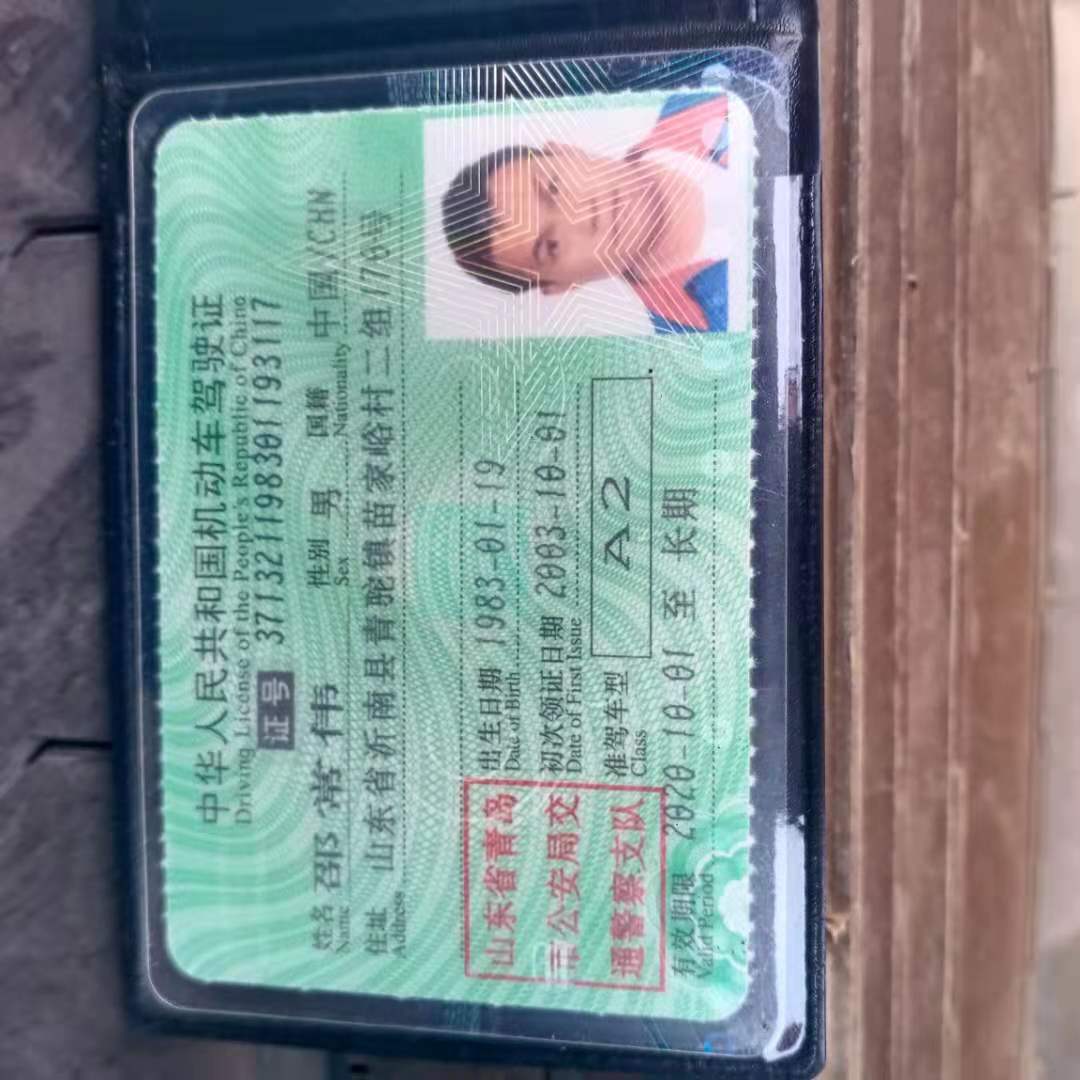 中华人民共和国机动车驾驶证
Driving License of the People's Republic of China
证号 371321198301193117
姓名 邵常伟 性别 男 国籍 中国/CHN
Name Sex Nationality
住址 山东省沂南县青驼镇苗家峪村二组170号
Address
出生日期 1983-01-19
Date of Birth
初次领证日期 2003-10-01
Date of First Issue
准驾车型 A2
Class
有效期限 2020-10-01 至 长期
Valid Period
山东省青岛
市公安局交
通警察支队